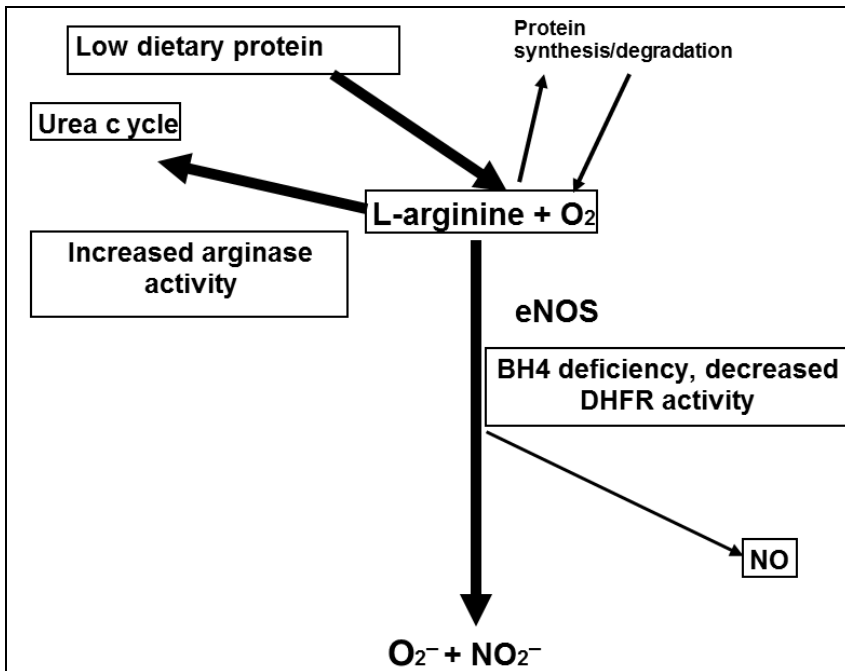 Low dietary protein
Protein
synthesis/degradation
Urea c ycle
L-arginine + O₂
Increased arginase
activity
eNOS
BH4 deficiency, decreased
DHFR activity
NO
O₂⁻ + NO₂⁻